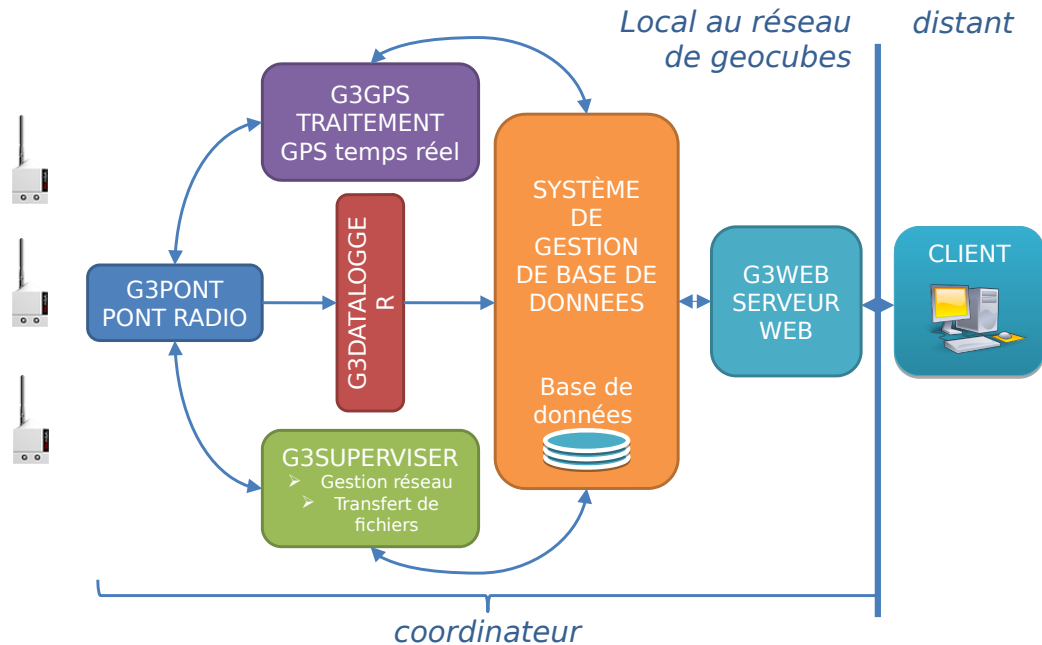 Local au réseau
de geocubes
distant
G3GPS
TRAITEMENT
GPS temps réel
G3PONT
PONT RADIO
G3DATALOGGE
R
SYSTÈME
DE
GESTION
DE BASE DE
DONNEES
Base de
données
G3WEB
SERVEUR
WEB
CLIENT
G3SUPERVISER
➢ Gestion réseau
➢ Transfert de
fichiers
coordinateur